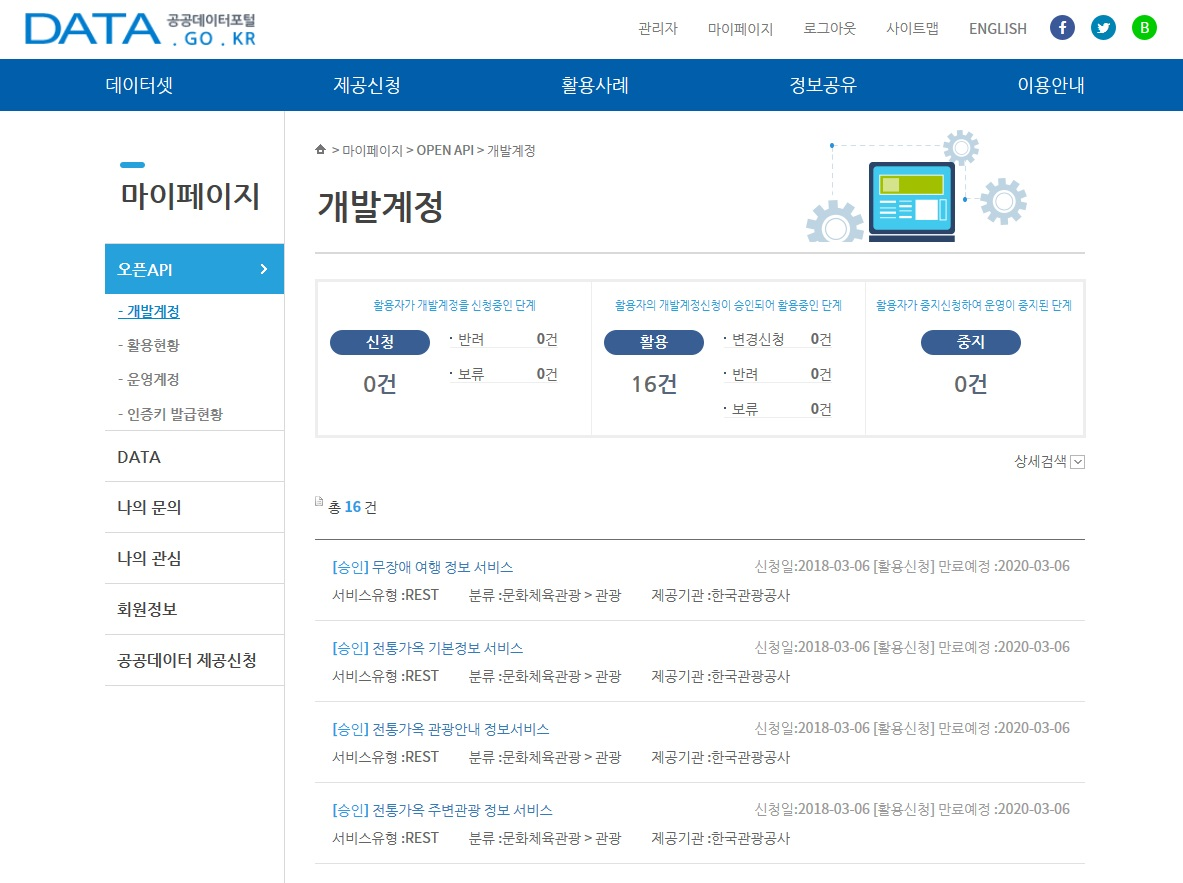 DATA 공공데이터포털
.GO.KR
관리자 마이페이지 로그아웃 사이트맵 ENGLISH f B
데이터셋 제공신청 활용사례 정보공유 이용안내
마이페이지
오픈API
- 개발계정
- 활용현황
- 운영계정
- 인증키 발급현황
DATA
나의 문의
나의 관심
회원정보
공공데이터 제공신청
> 마이페이지 > OPEN API > 개발계정
개발계정
활용자가 개발계정을 신청중인 단계
신청
0건
· 반려 0건
· 보류 0건
활용자의 개발계정신청이 승인되어 활용중인 단계
활용
16건
· 변경신청 0건
· 반려 0건
· 보류 0건
활용자가 중지신청하여 운영이 중지된 단계
중지
0건
상세검색
총 16 건
[승인] 무장애 여행 정보 서비스 신청일:2018-03-06 [활용신청] 만료예정 :2020-03-06
서비스유형 :REST 분류 :문화체육관광 > 관광 제공기관 :한국관광공사
[승인] 전통가옥 기본정보 서비스 신청일:2018-03-06 [활용신청] 만료예정 :2020-03-06
서비스유형 :REST 분류 :문화체육관광 > 관광 제공기관 :한국관광공사
[승인] 전통가옥 관광안내 정보서비스 신청일:2018-03-06 [활용신청] 만료예정 :2020-03-06
서비스유형 :REST 분류 :문화체육관광 > 관광 제공기관 :한국관광공사
[승인] 전통가옥 주변관광 정보 서비스 신청일:2018-03-06 [활용신청] 만료예정 :2020-03-06
서비스유형 :REST 분류 :문화체육관광 > 관광 제공기관 :한국관광공사